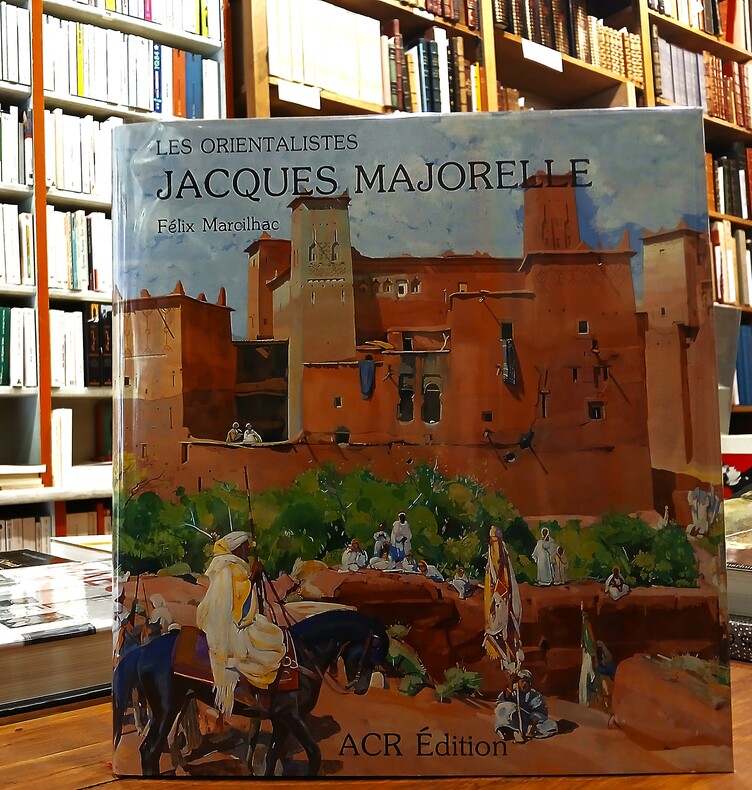 LES ORIENTALISTES
JACQUES MAJORELLE
Félix Marcilhac
ACR Édition